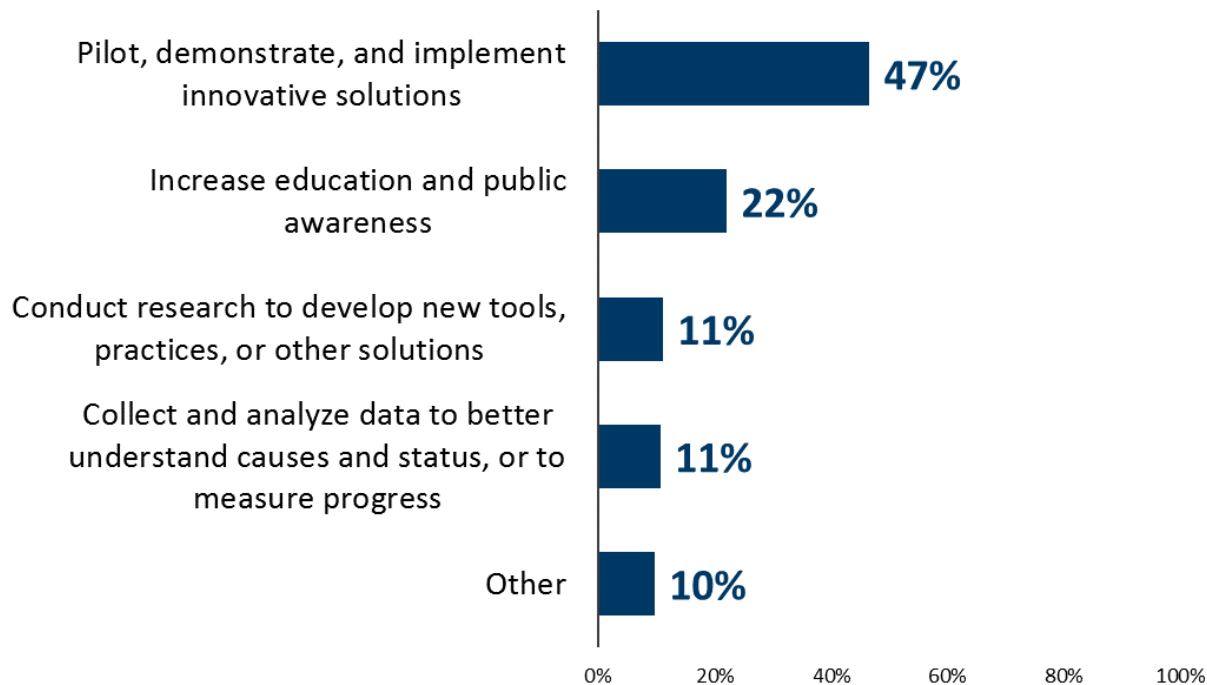 Pilot, demonstrate, and implement
innovative solutions
47%
Increase education and public
awareness
22%
Conduct research to develop new tools,
practices, or other solutions
11%
Collect and analyze data to better
understand causes and status, or to
measure progress
11%
Other
10%
0% 20% 40% 60% 80% 100%